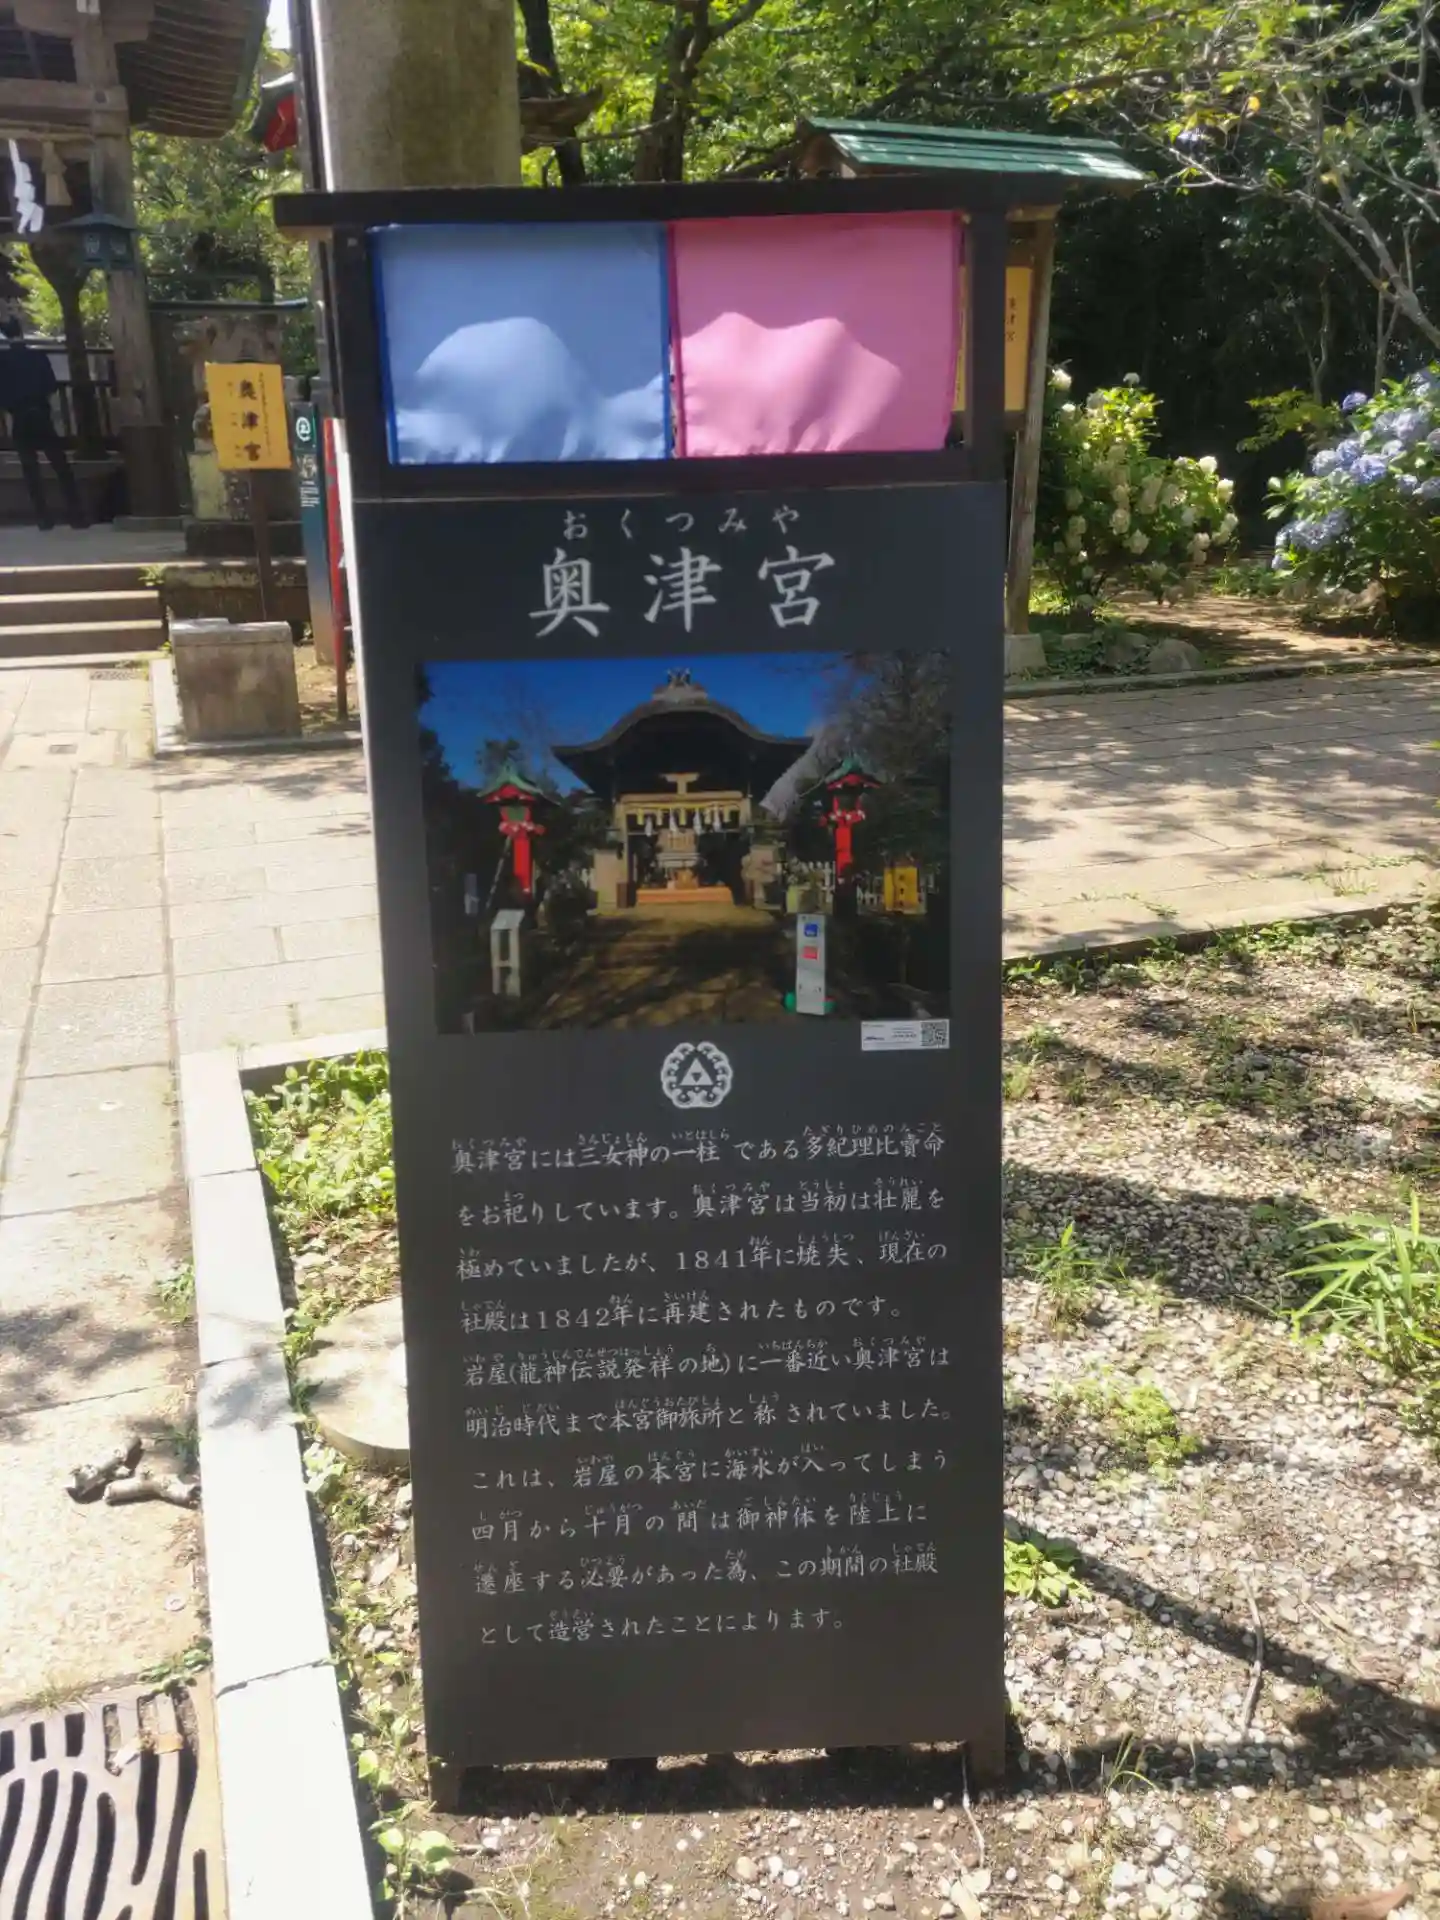 おくつみや
奥津宮
奥津宮には三女神の一柱である多紀理比賣命
をお祀りしています。奥津宮は当初は壮麗を
極めていましたが、1841年に焼失、現在の
社殿は1842年に再建されたものです。
岩屋(龍神伝説発祥の地)に一番近い奥津宮は
明治時代まで本宮御旅所と称されていました。
これは、岩屋の本宮に海水が入ってしまう
四月から十月の間は御神体を陸上に
遷座する必要があった為、この期間の社殿
として造営されたことによります。
奥津宮